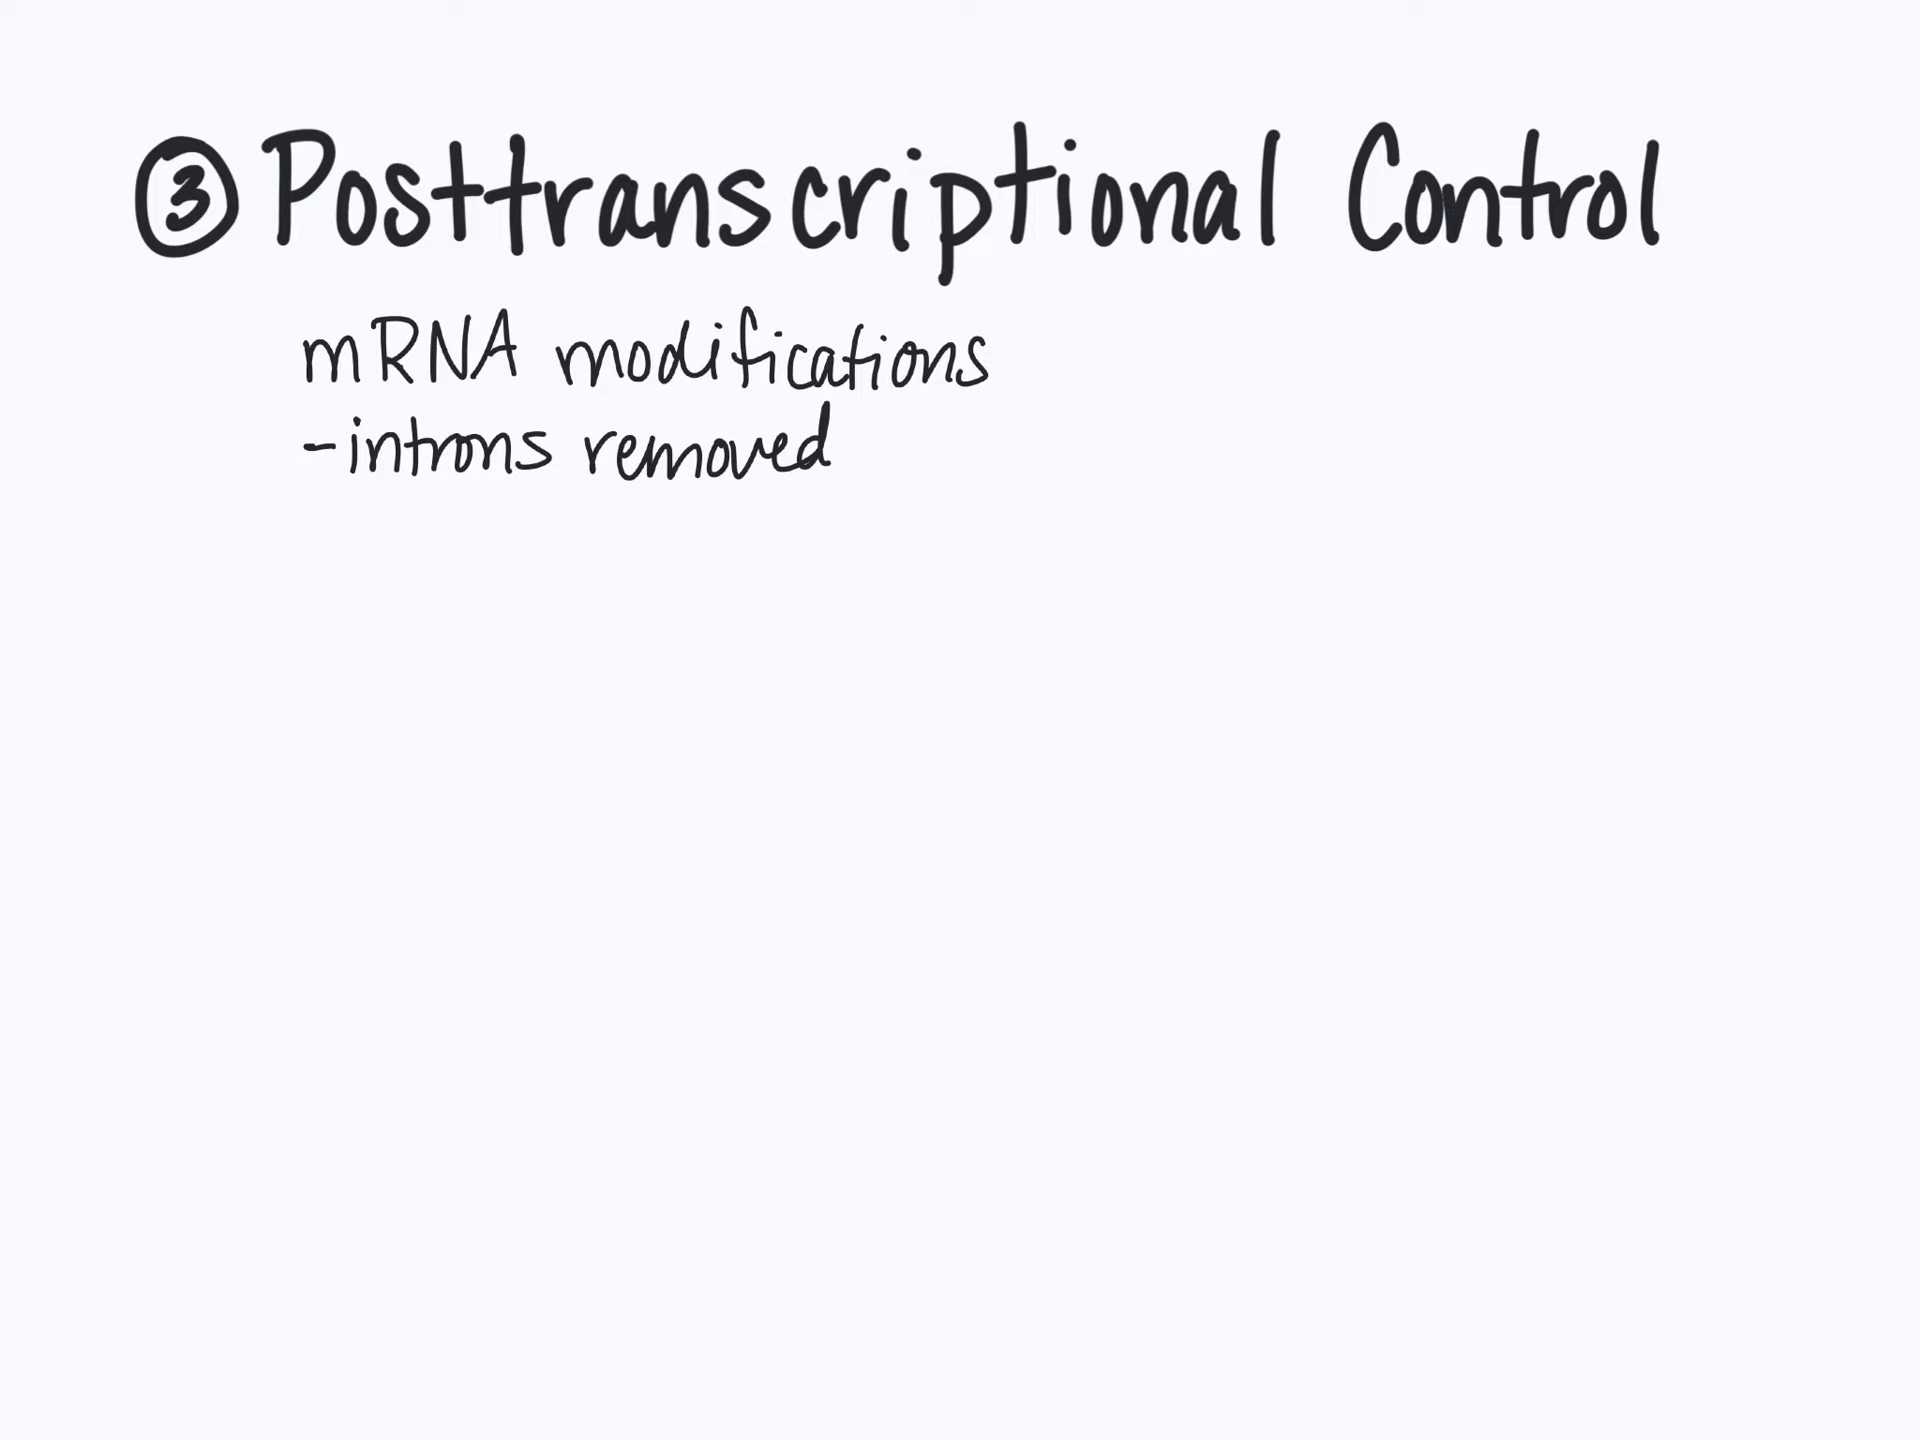 ③ Posttranscriptional Control
mRNA modifications
-introns removed